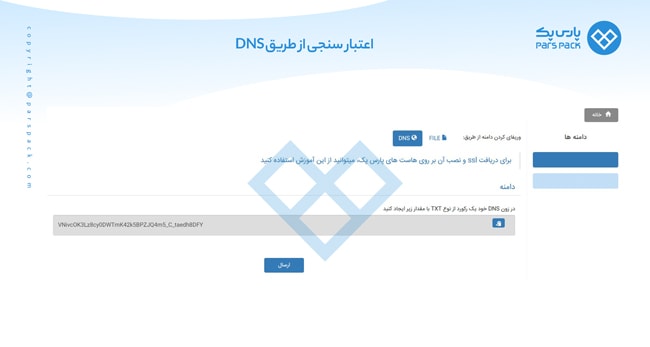 پارس پک
PARS PACK
اعتبار سنجی از طریق DNS
copyright@parspack.com
خانه
دامنه ها
وریفای کردن دامنه از طریق:
FILE
DNS
برای دریافت ssl و نصب آن بر روی هاست های پارس پک، میتوانید از این آموزش استفاده کنید
دامنه
در زون DNS خود یک رکورد از نوع TXT با مقدار زیر ایجاد کنید
ارسال